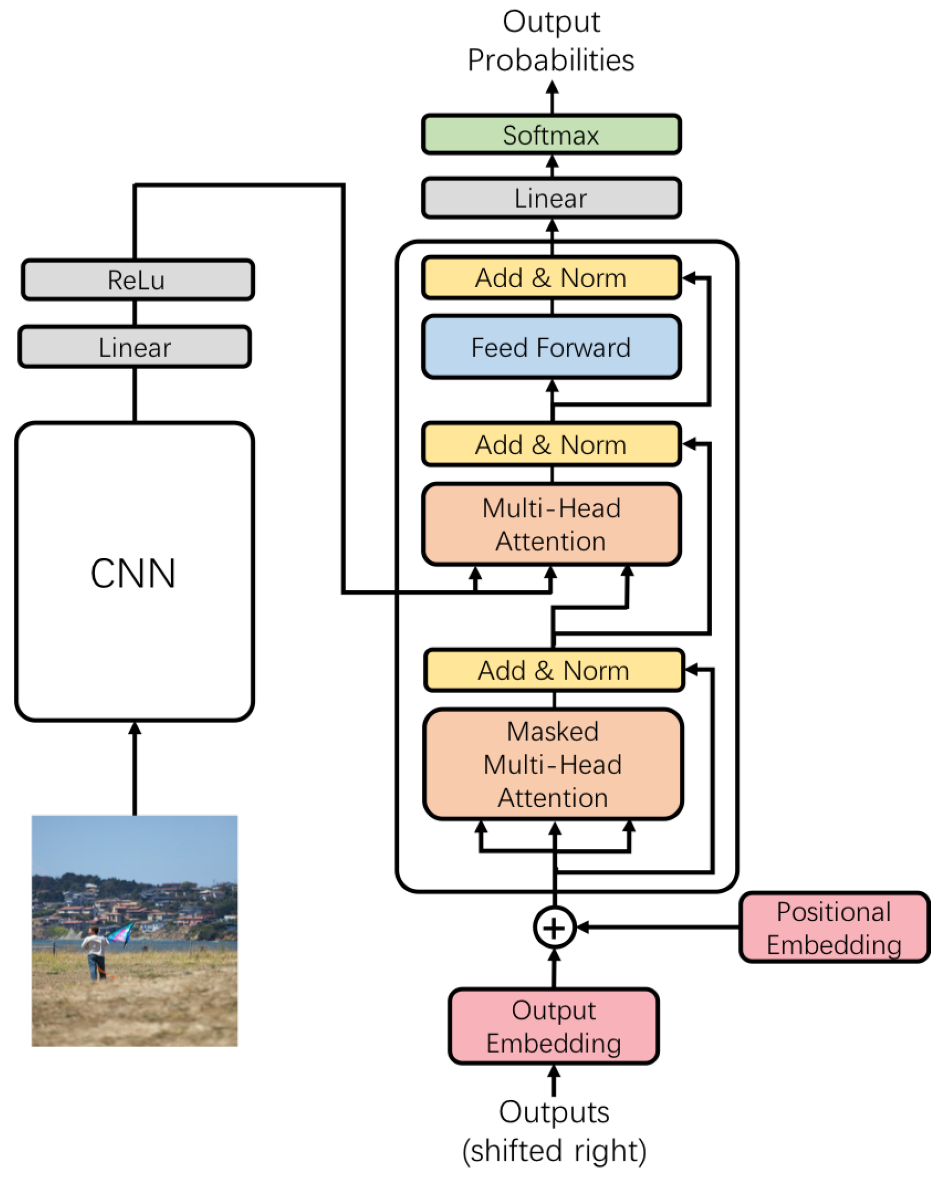 Output
Probabilities
Softmax
Linear
Add & Norm
Feed Forward
Add & Norm
Multi-Head
Attention
Add & Norm
Masked
Multi-Head
Attention
Positional
Embedding
Output
Embedding
Outputs
(shifted right)
ReLu
Linear
CNN